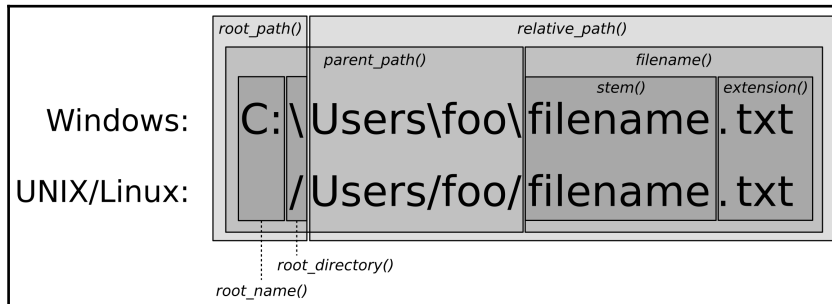 root_path() relative_path()
parent_path() filename()
stem() extension()
Windows: C:\Users\foo\filename.txt
UNIX/Linux: /Users/foo/filename.txt
root_directory()
root_name()